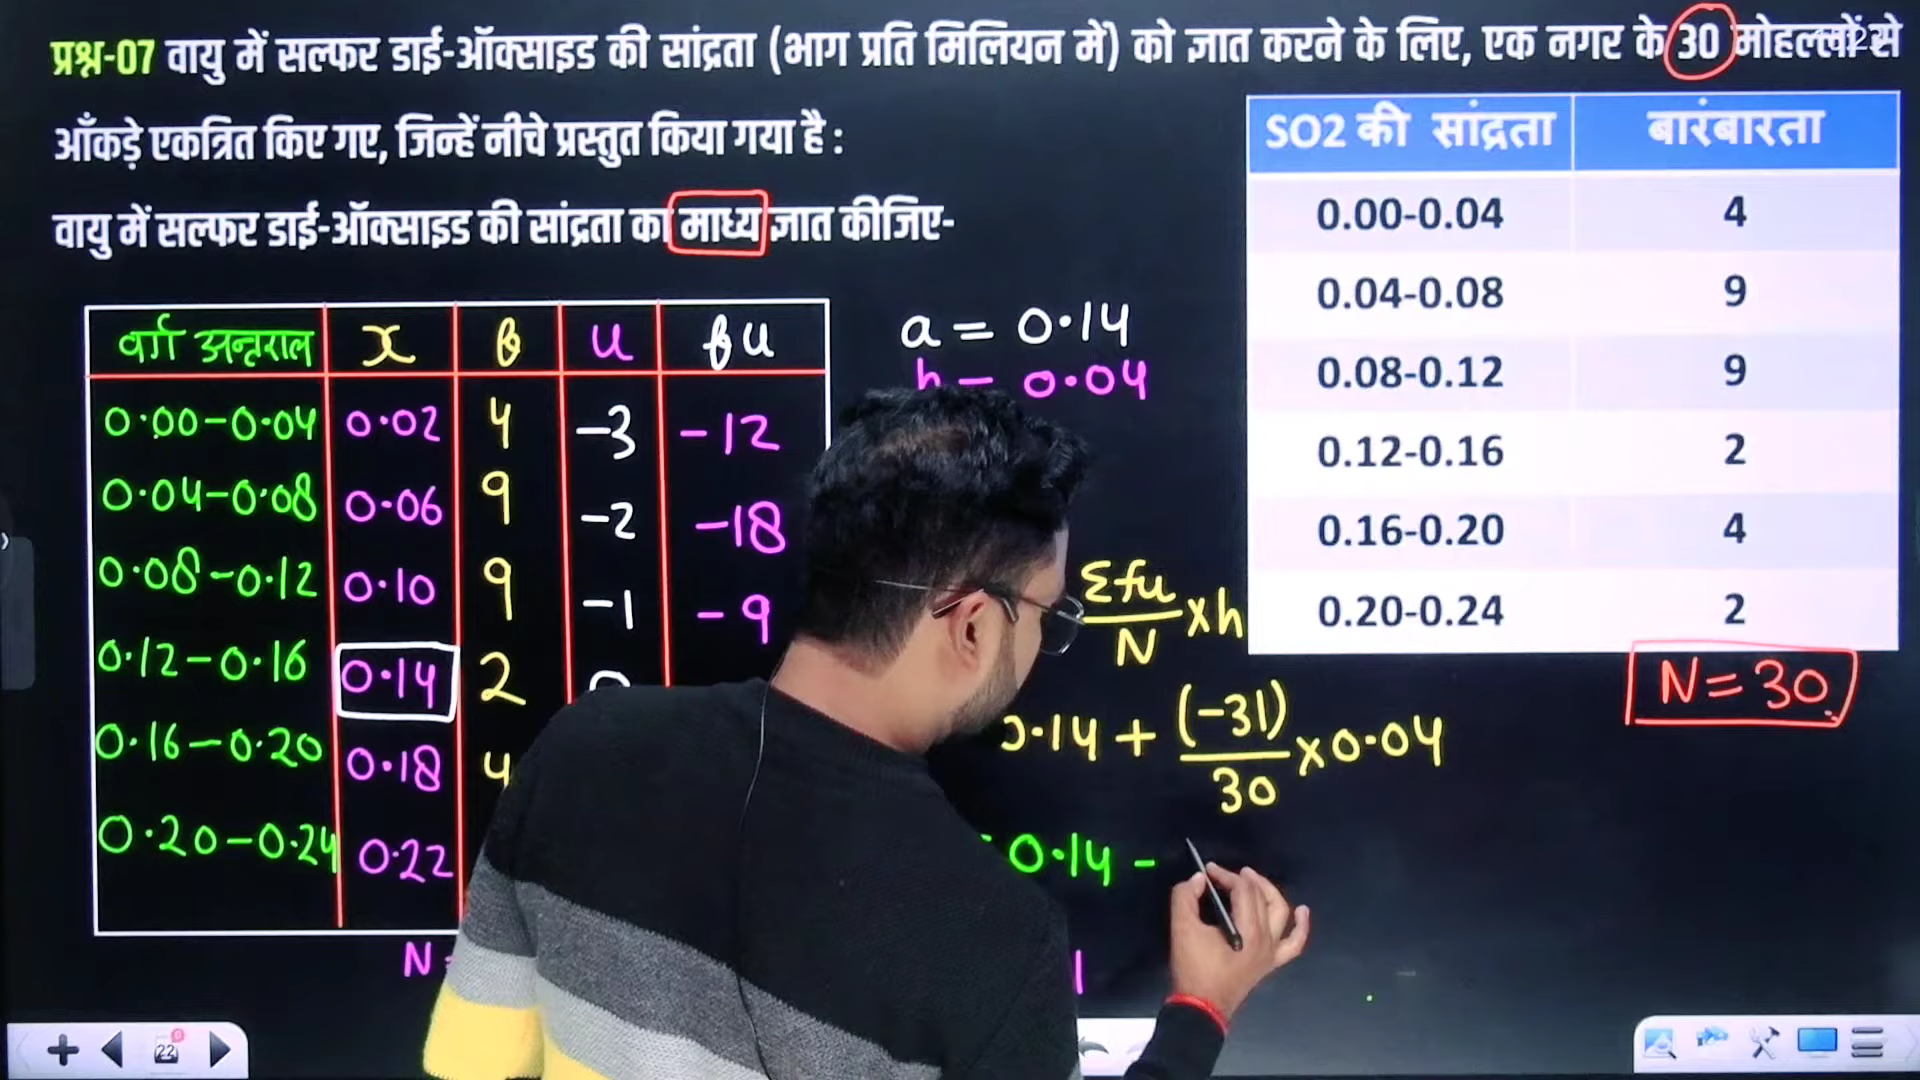 प्रश्न-07 वायु में सल्फर डाई-ऑक्साइड की सांद्रता (भाग प्रति मिलियन में) को ज्ञात करने के लिए, एक नगर के 30 मोहल्लों से
आँकड़े एकत्रित किए गए, जिन्हें नीचे प्रस्तुत किया गया है :
वायु में सल्फर डाई-ऑक्साइड की सांद्रता का माध्य ज्ञात कीजिए-
SO2 की सांद्रता बारंबारता
0.00-0.04 4
0.04-0.08 9
0.08-0.12 9
0.12-0.16 2
0.16-0.20 4
0.20-0.24 2
N = 30
वर्ग अन्तराल x f u fu
0.00-0.04 0.02 4 -3 -12
0.04-0.08 0.06 9 -2 -18
0.08-0.12 0.10 9 -1 -9
0.12-0.16 0.14 2
0.16-0.20 0.18 4
0.20-0.24 0.22
N
a = 0.14
h = 0.04
Σfu/N ×h
0.14 + (-31)/30 ×0.04
= 0.14 -
1
22